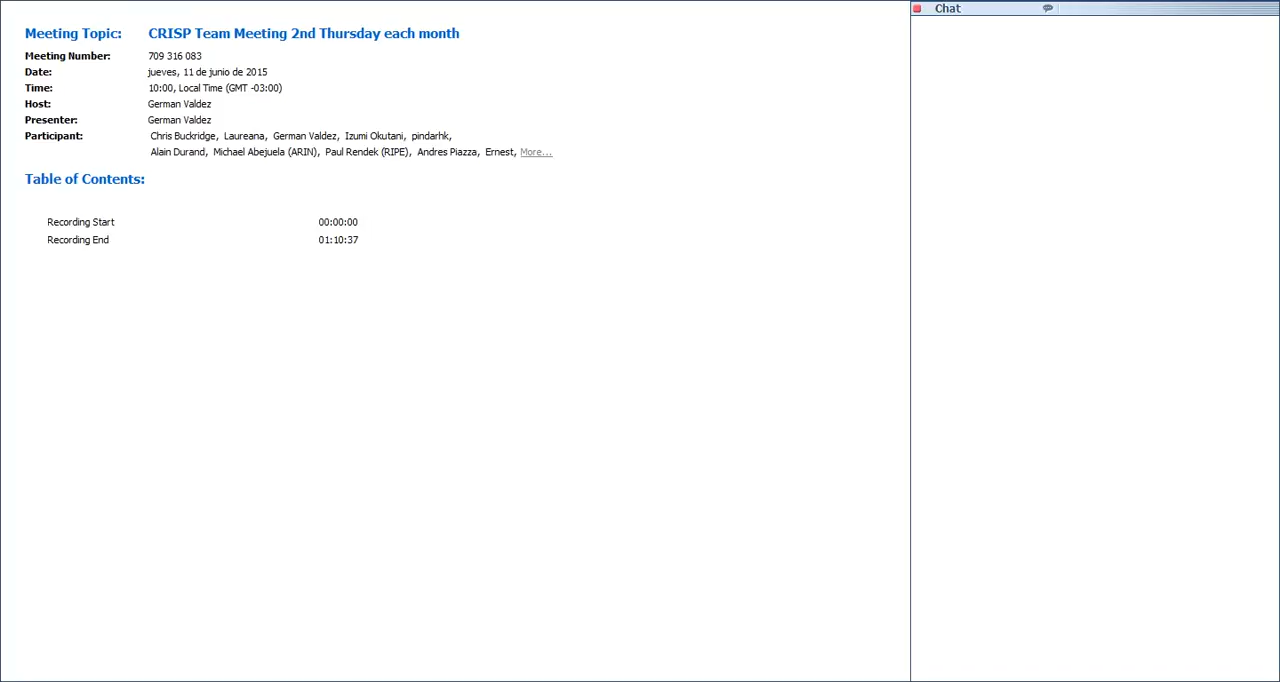 Meeting Topic: CRISP Team Meeting 2nd Thursday each month
Meeting Number: 709 316 083
Date: jueves, 11 de junio de 2015
Time: 10:00, Local Time (GMT -03:00)
Host: German Valdez
Presenter: German Valdez
Participant: Chris Buckridge, Laureana, German Valdez, Izumi Okutani, pindarhk,
Alain Durand, Michael Abejuela (ARIN), Paul Rendek (RIPE), Andres Piazza, Ernest, More...
Table of Contents:
Recording Start 00:00:00
Recording End 01:10:37
Chat